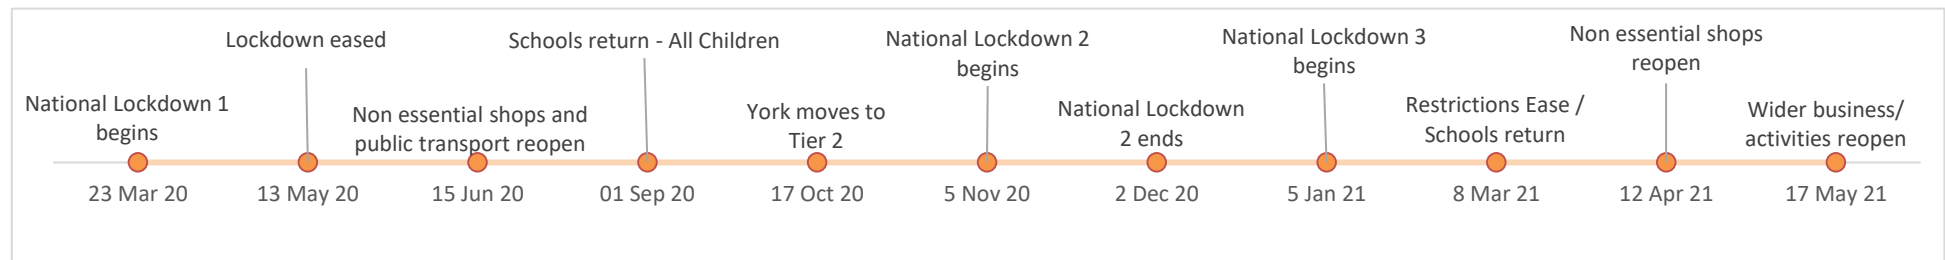 National Lockdown 1
begins
23 Mar 20
Lockdown eased
13 May 20
Non essential shops and
public transport reopen
15 Jun 20
Schools return - All Children
01 Sep 20
York moves to
Tier 2
17 Oct 20
National Lockdown 2
begins
5 Nov 20
National Lockdown
2 ends
2 Dec 20
National Lockdown 3
begins
5 Jan 21
Restrictions Ease /
Schools return
8 Mar 21
Non essential shops
reopen
12 Apr 21
Wider business/
activities reopen
17 May 21